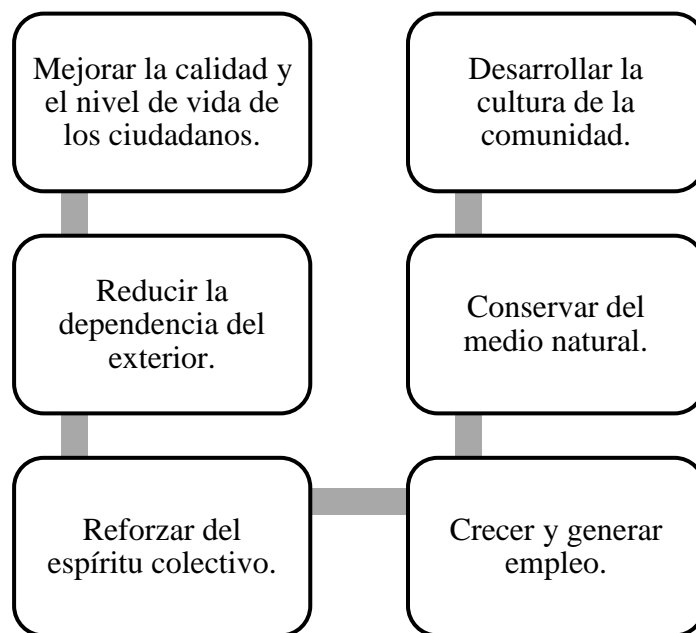 Mejorar la calidad y
el nivel de vida de
los ciudadanos.
Reducir la
dependencia del
exterior.
Reforzar del
espíritu colectivo.
Crecer y generar
empleo.
Conservar del
medio natural.
Desarrollar la
cultura de la
comunidad.